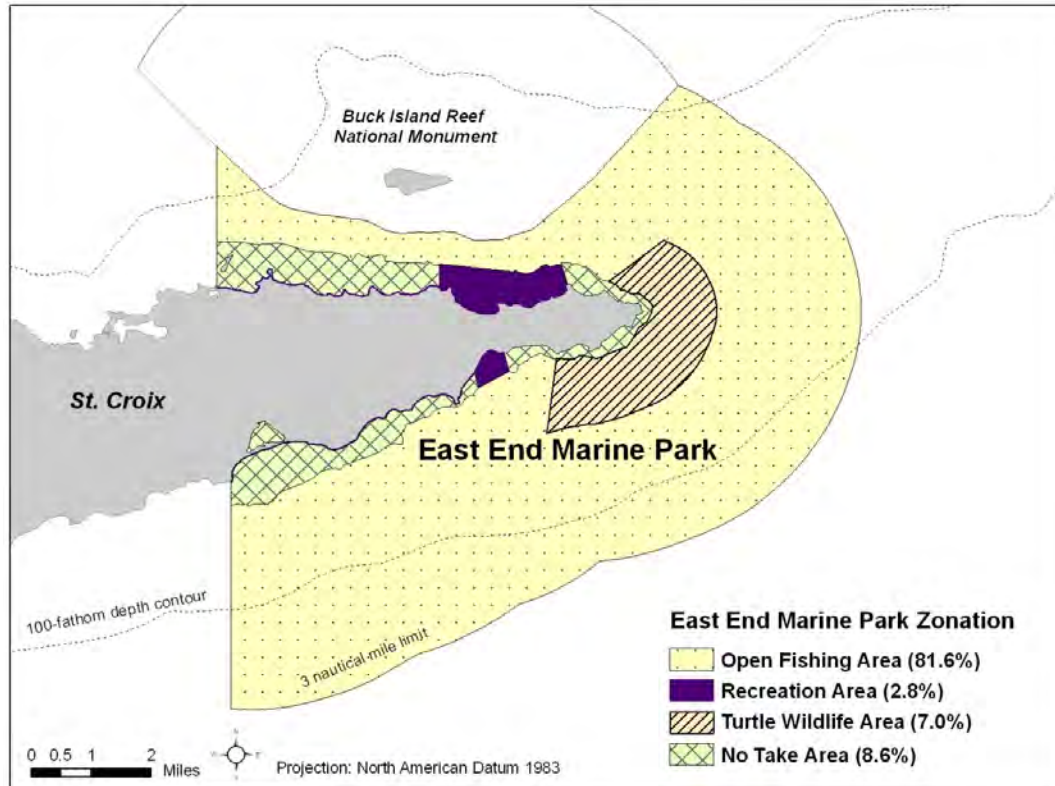 Buck Island Reef
National Monument
St. Croix
East End Marine Park
100-fathom depth contour
3 nautical mile limit
East End Marine Park Zonation
Open Fishing Area (81.6%)
Recreation Area (2.8%)
Turtle Wildlife Area (7.0%)
No Take Area (8.6%)
0 0.5 1 2
Miles
Projection: North American Datum 1983